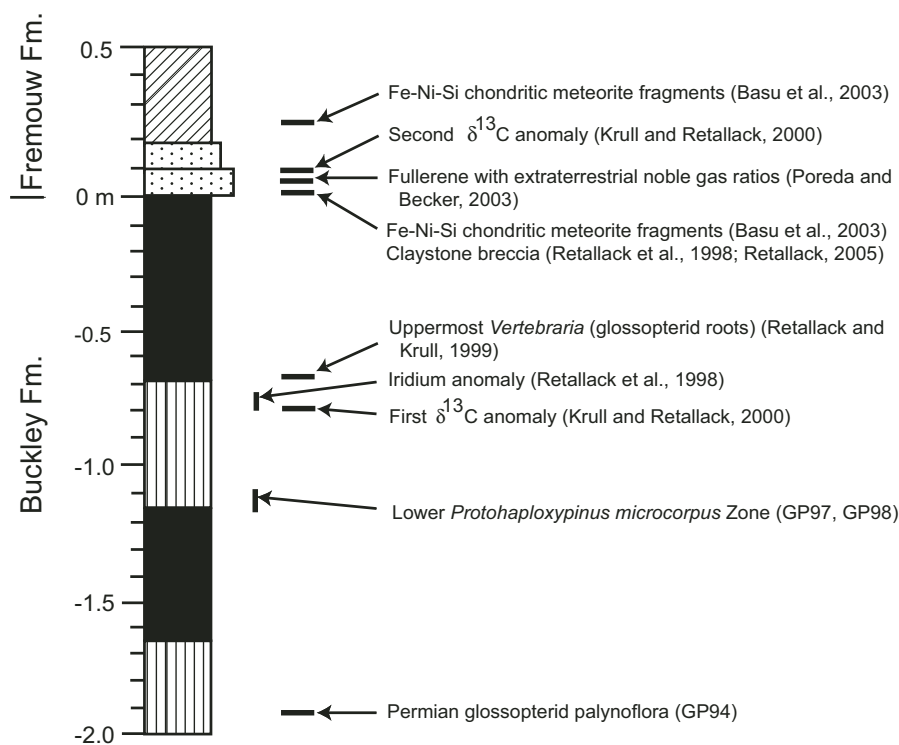 Fremouw Fm.
Buckley Fm.
0.5
0 m
-0.5
-1.0
-1.5
-2.0
Fe-Ni-Si chondritic meteorite fragments (Basu et al., 2003)
Second δ13C anomaly (Krull and Retallack, 2000)
Fullerene with extraterrestrial noble gas ratios (Poreda and
Becker, 2003)
Fe-Ni-Si chondritic meteorite fragments (Basu et al., 2003)
Claystone breccia (Retallack et al., 1998; Retallack, 2005)
Uppermost Vertebraria (glossopterid roots) (Retallack and
Krull, 1999)
Iridium anomaly (Retallack et al., 1998)
First δ13C anomaly (Krull and Retallack, 2000)
Lower Protohaploxypinus microcorpus Zone (GP97, GP98)
Permian glossopterid palynoflora (GP94)